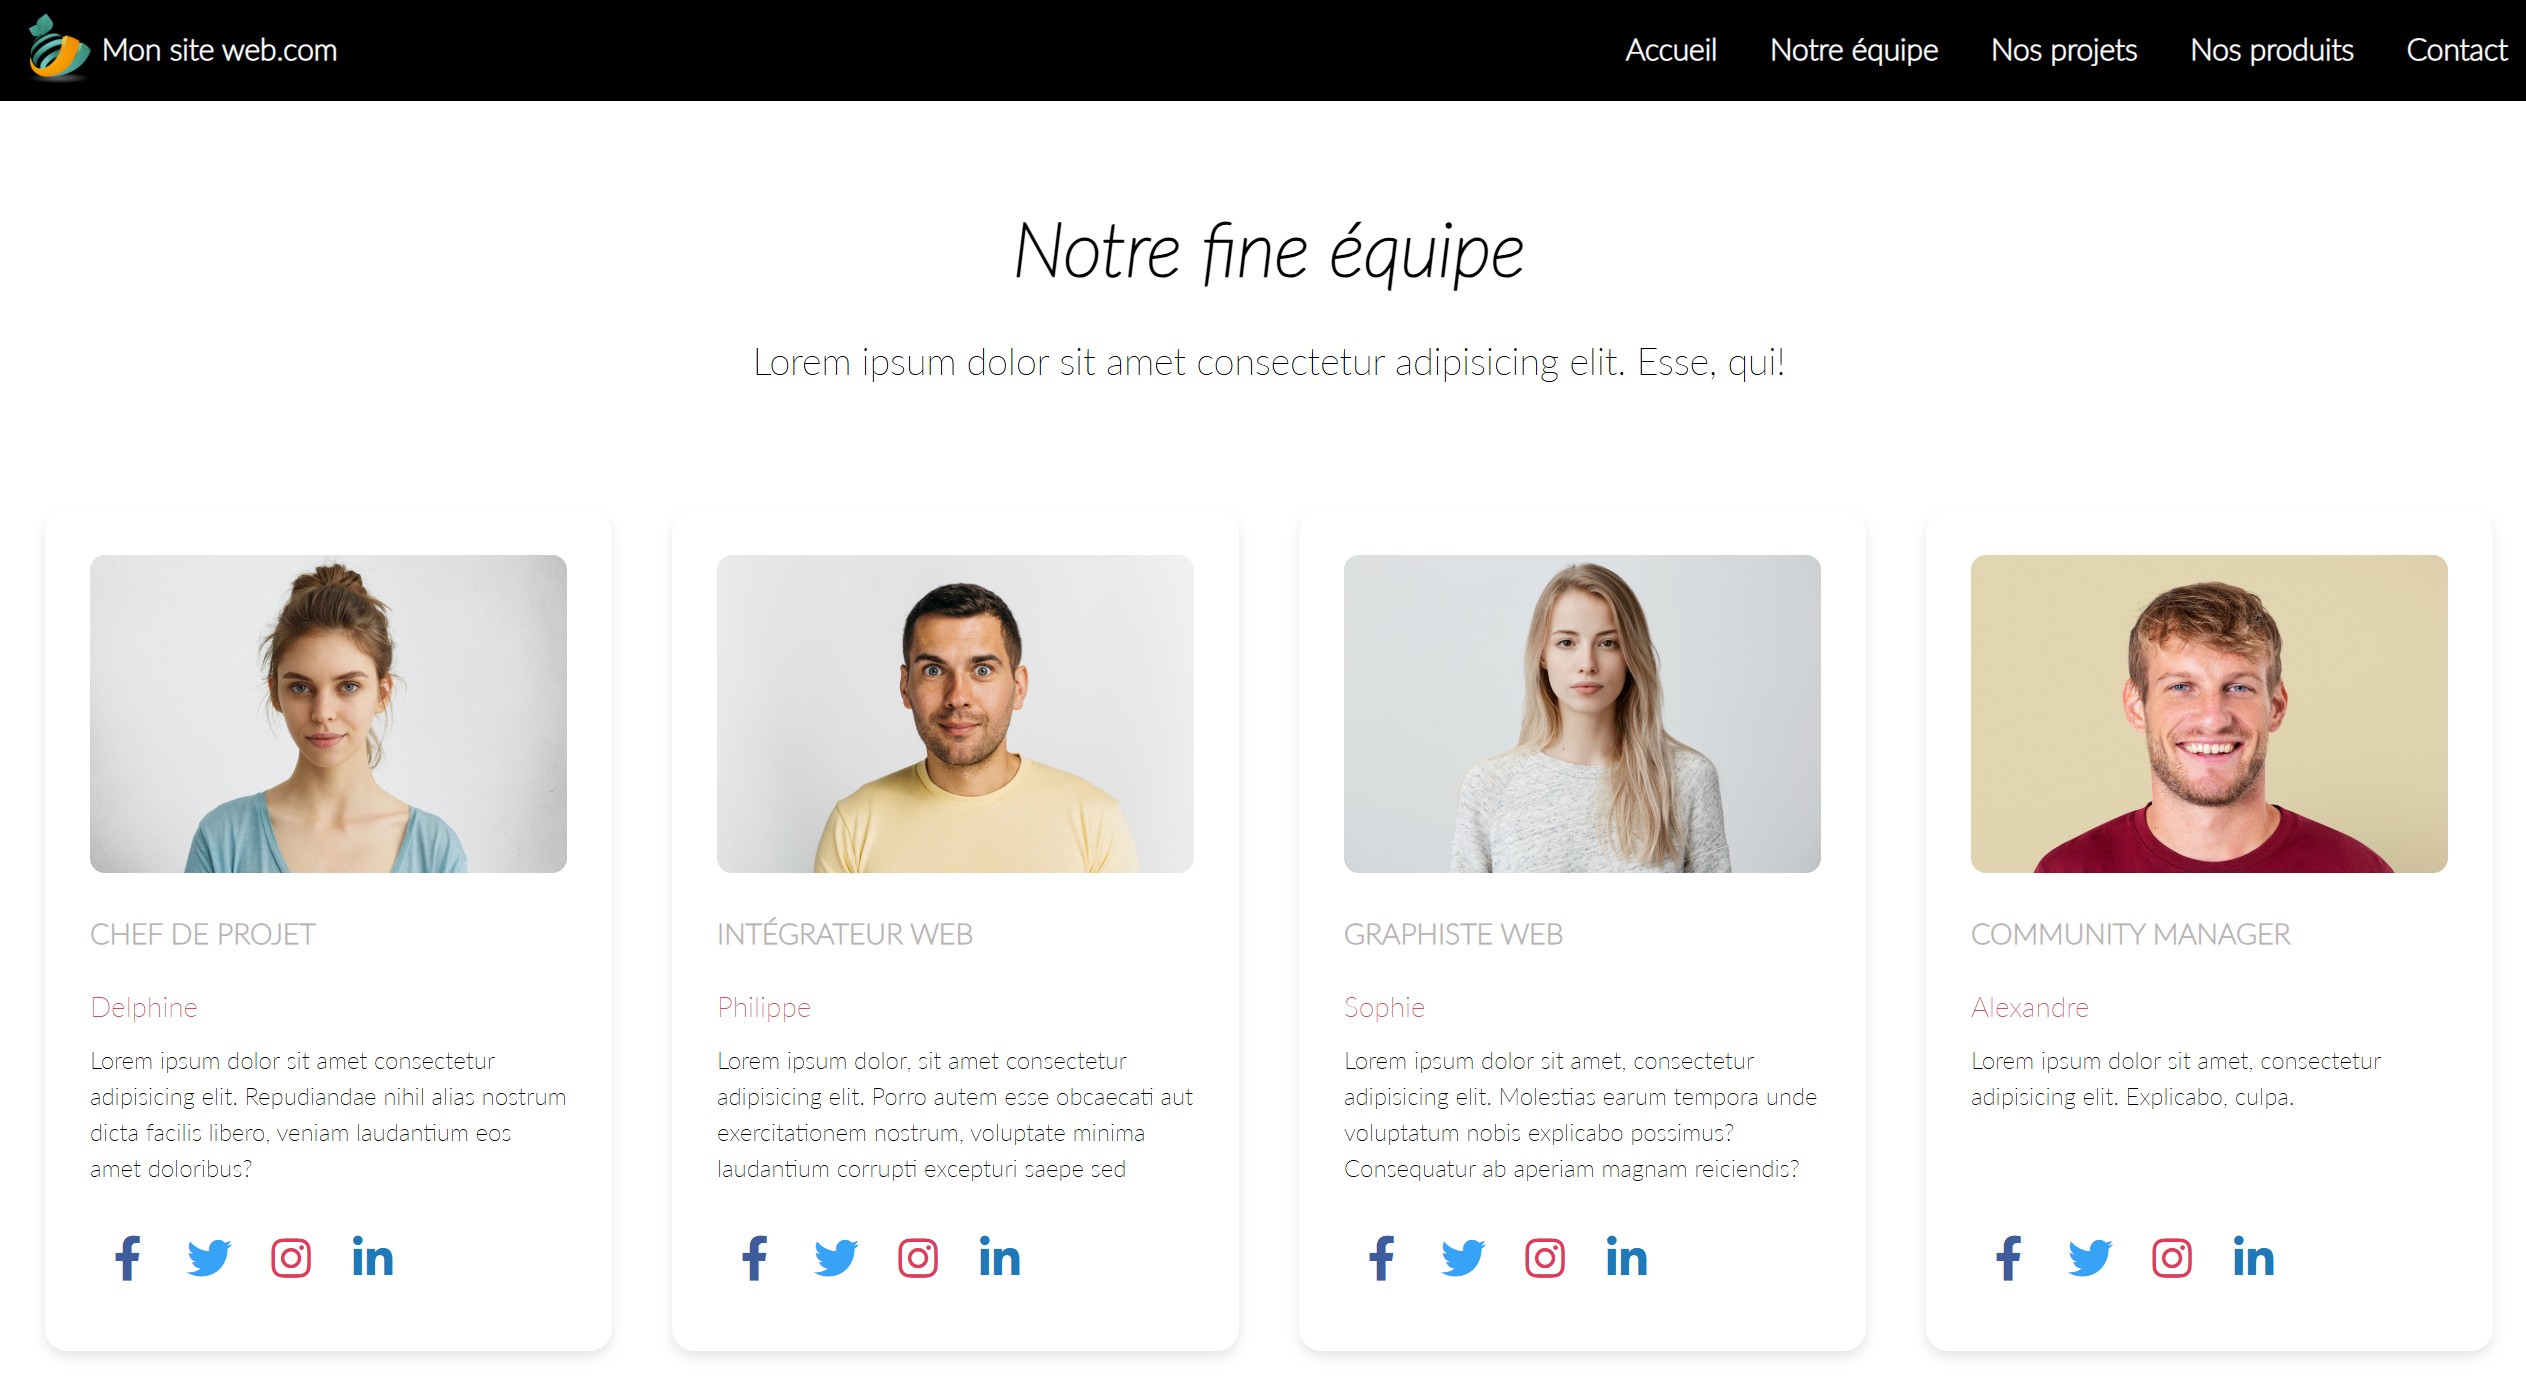 Mon site web.com
Accueil
Notre équipe
Nos projets
Nos produits
Contact
Notre fine équipe
Lorem ipsum dolor sit amet consectetur adipisicing elit. Esse, qui!
CHEF DE PROJET
Delphine
Lorem ipsum dolor sit amet consectetur
adipisicing elit. Repudiandae nihil alias nostrum
dicta facilis libero, veniam laudantium eos
amet doloribus?
INTÉGRATEUR WEB
Philippe
Lorem ipsum dolor, sit amet consectetur
adipisicing elit. Porro autem esse obcaecati aut
exercitationem nostrum, voluptate minima
laudantium corrupti excepturi saepe sed
GRAPHISTE WEB
Sophie
Lorem ipsum dolor sit amet, consectetur
adipisicing elit. Molestias earum tempora unde
voluptatum nobis explicabo possimus?
Consequatur ab aperiam magnam reiciendis?
COMMUNITY MANAGER
Alexandre
Lorem ipsum dolor sit amet, consectetur
adipisicing elit. Explicabo, culpa.